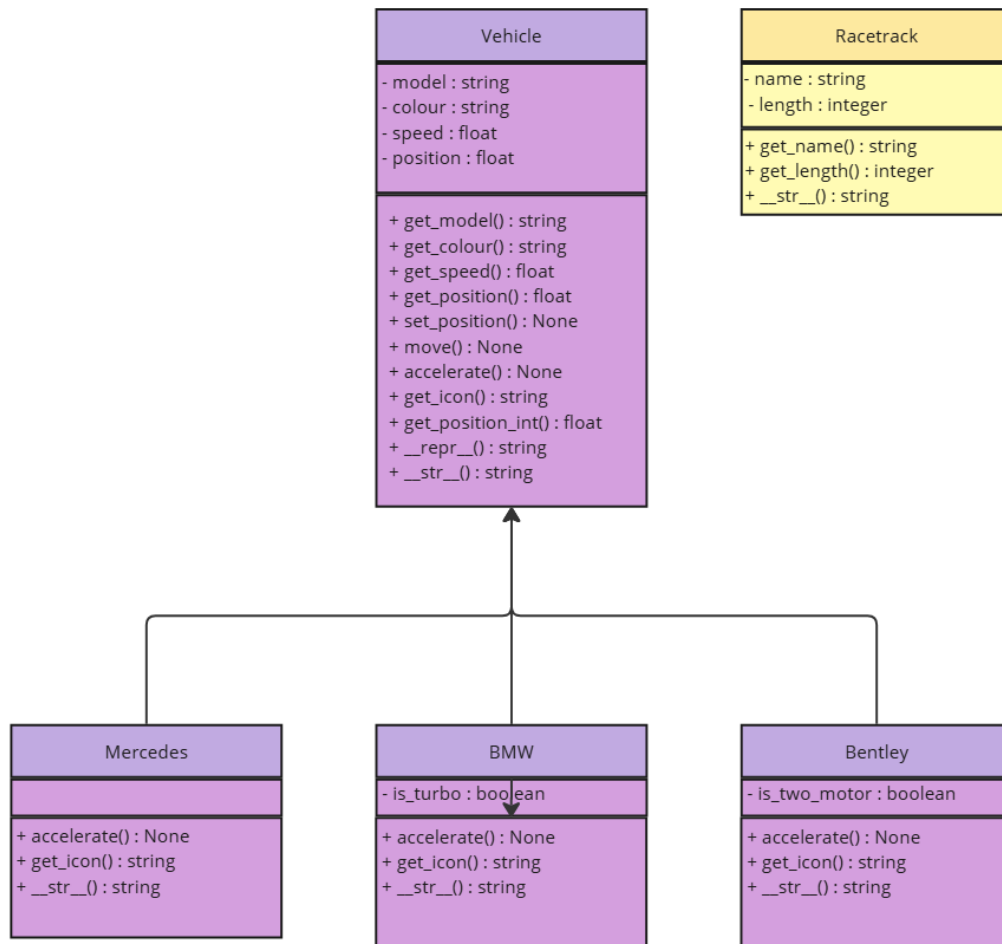 Vehicle
- model : string
- colour : string
- speed : float
- position : float
+ get_model() : string
+ get_colour() : string
+ get_speed() : float
+ get_position() : float
+ set_position() : None
+ move() : None
+ accelerate() : None
+ get_icon() : string
+ get_position_int() : float
+ __repr__() : string
+ __str__() : string
Racetrack
- name : string
- length : integer
+ get_name() : string
+ get_length() : integer
+ __str__() : string
Mercedes
+ accelerate() : None
+ get_icon() : string
+ __str__() : string
BMW
- is_turbo : boolean
+ accelerate() : None
+ get_icon() : string
+ __str__() : string
Bentley
- is_two_motor : boolean
+ accelerate() : None
+ get_icon() : string
+ __str__() : string